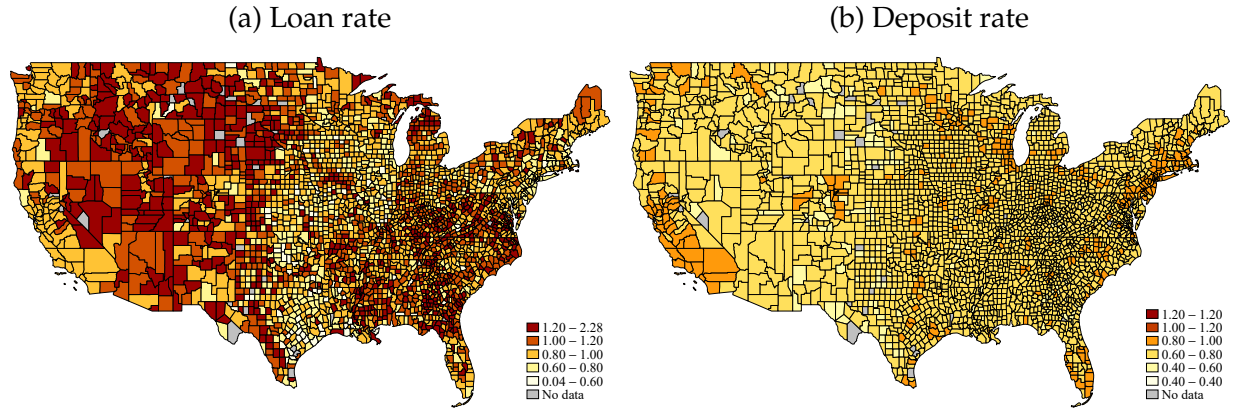 (a) Loan rate
1.20 – 2.28
1.00 – 1.20
0.80 – 1.00
0.60 – 0.80
0.04 – 0.60
No data
(b) Deposit rate
1.20 – 1.20
1.00 – 1.20
0.80 – 1.00
0.60 – 0.80
0.40 – 0.60
0.40 – 0.40
No data